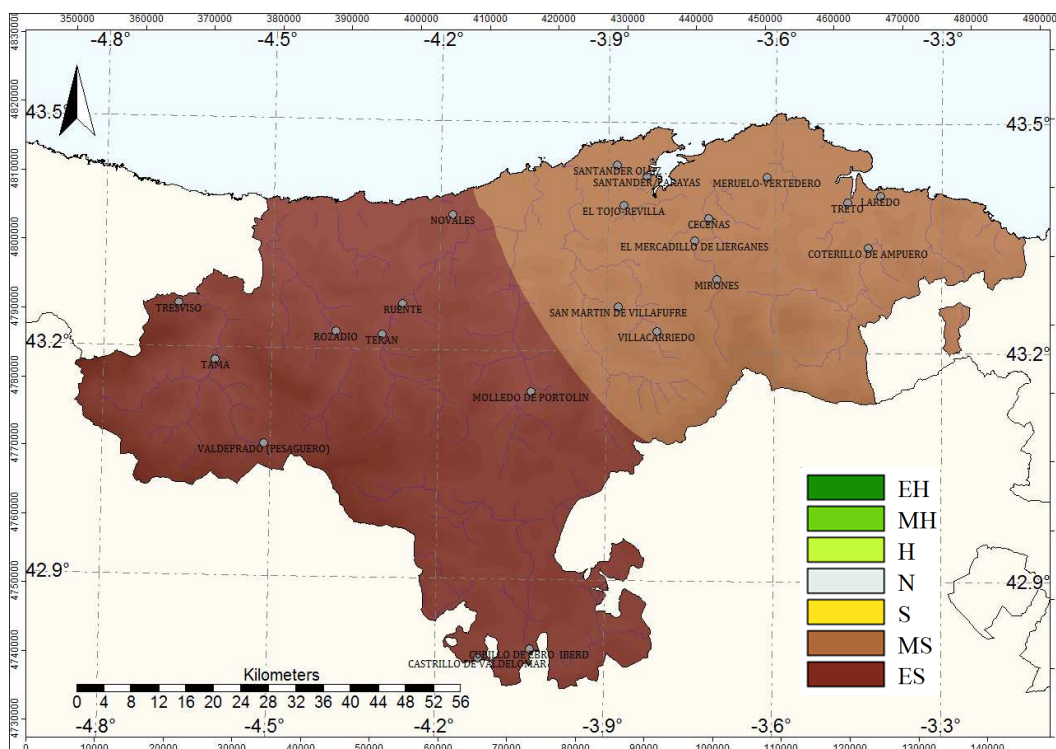 350000 360000 370000 380000 390000 400000 410000 420000 430000 440000 450000 460000 470000 480000 490000
-4.8° -4.5° -4.2° -3.9° -3.6° -3.3°
4830000
4820000
43.5° 43.5°
4810000
SANTANDER OJAIZ
MERUELO-VERTEDERO
LAREDO
TRETO
EL TOJO-REVILLA
NOVALES
CECEÑAS
4800000
EL MERCADILLO DE LIERGANES
COTERILLO DE AMPUERO
MIRONES
4790000
TRESVISO
RUENTE
SAN MARTIN DE VILLAFUFRE
ROZADIO
TERAN
VILLACARRIEDO
43.2° 43.2°
4780000
TAMA
MOLLEDO DE PORTOLIN
4770000
VALDEPRADO (PESAGUERO)
4760000
42.9° 42.9°
4750000
4740000
CASTRILLO DE VALDELOMAR
Kilometers
0 4 8 12 16 20 24 28 32 36 40 44 48 52 56
4730000
EH
MH
H
N
S
MS
ES
-4.8° -4.5° -4.2° -3.9° -3.6° -3.3°
0 10000 20000 30000 40000 50000 60000 70000 80000 90000 100000 110000 120000 130000 140000